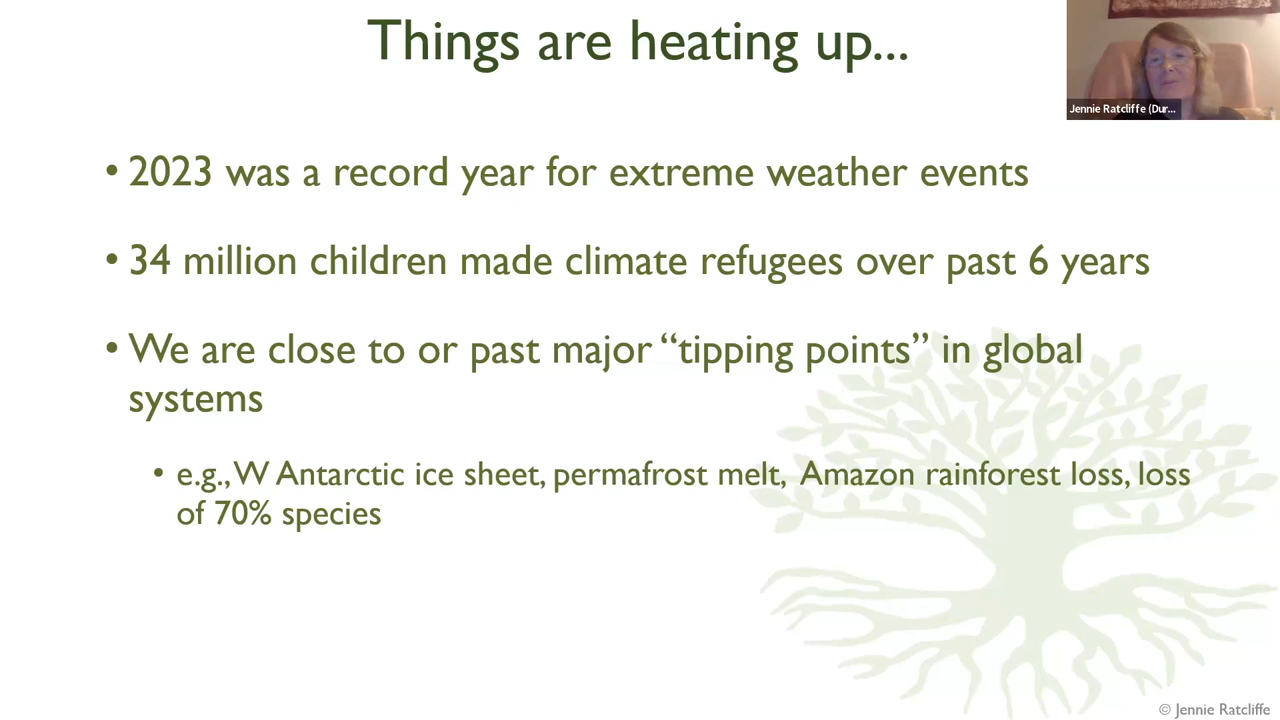 Things are heating up...
Jennie Ratcliffe (Dur...
• 2023 was a record year for extreme weather events
• 34 million children made climate refugees over past 6 years
• We are close to or past major “tipping points” in global
systems
• e.g., W Antarctic ice sheet, permafrost melt, Amazon rainforest loss, loss
of 70% species
© Jennie Ratcliffe